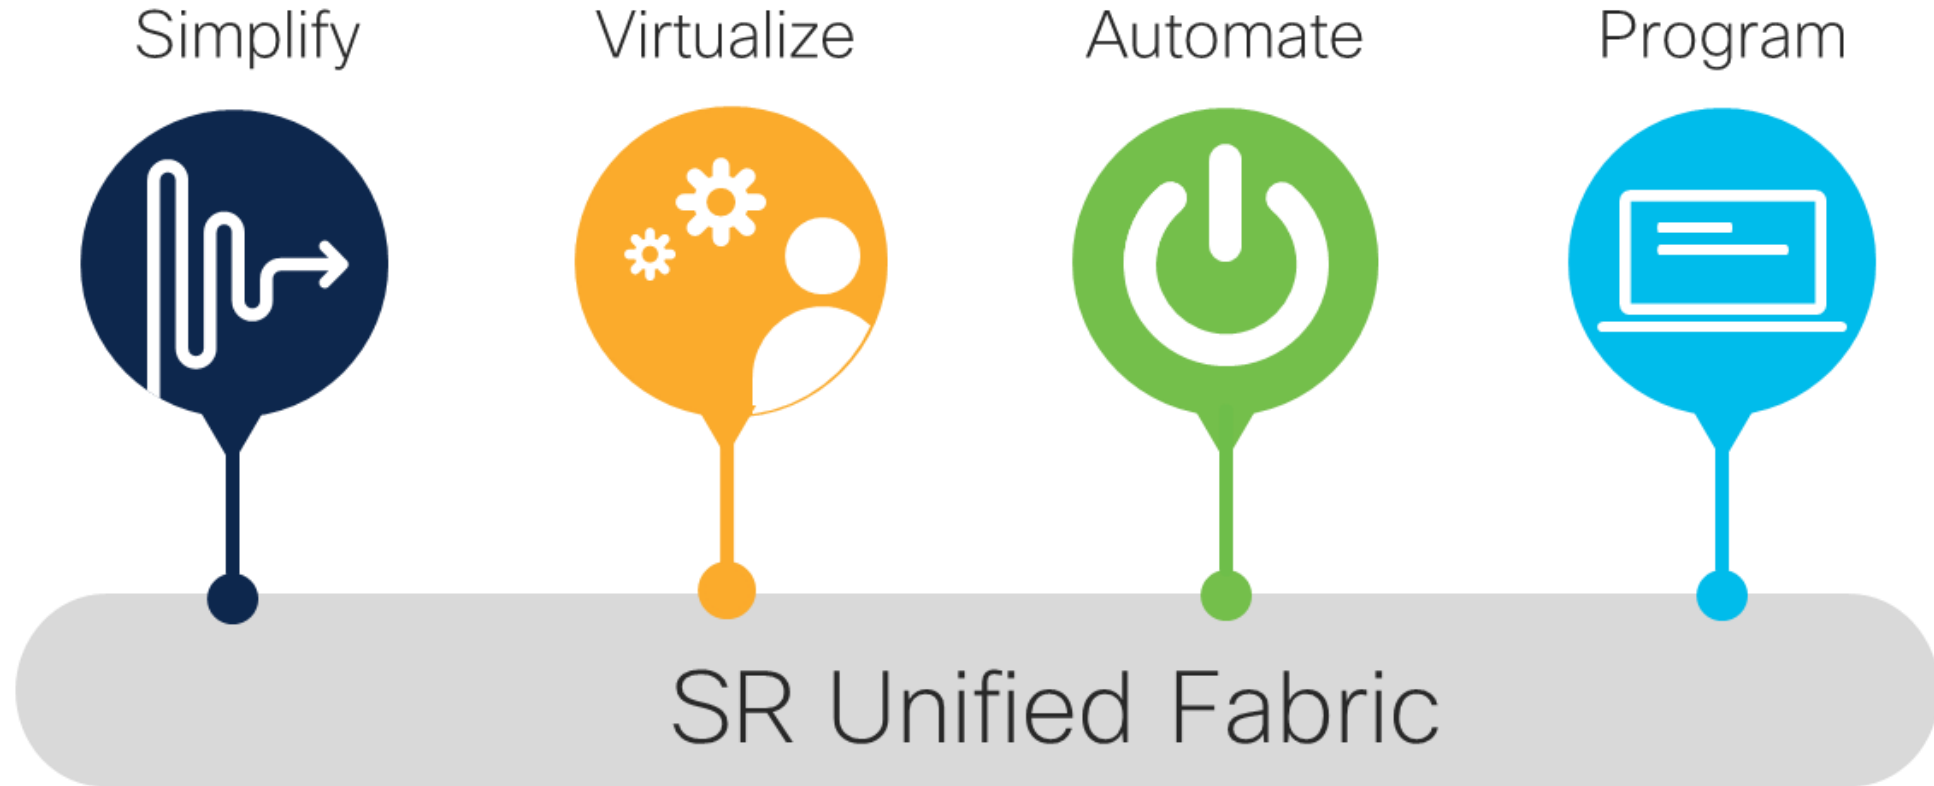 Simplify
Virtualize
Automate
Program
SR Unified Fabric